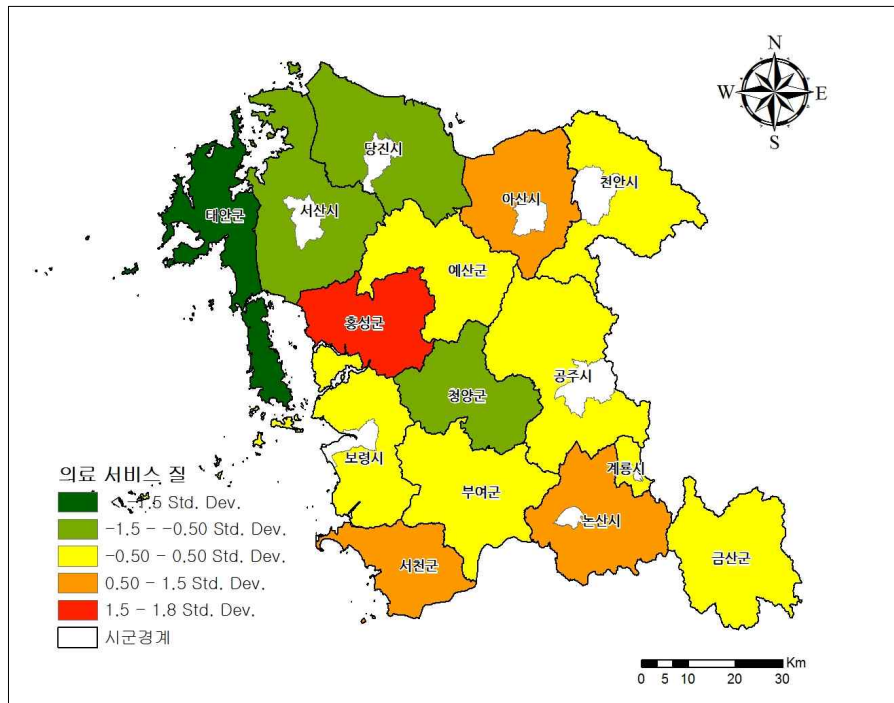 N
W E
S
당진시
아산시
천안시
태안군
서산시
예산군
홍성군
공주시
청양군
보령시
계룡시
부여군
논산시
서천군
금산군
의료 서비스 질
< -1.5 Std. Dev.
-1.5 - -0.50 Std. Dev.
-0.50 - 0.50 Std. Dev.
0.50 - 1.5 Std. Dev.
1.5 - 1.8 Std. Dev.
시군경계
Km
0 5 10 20 30